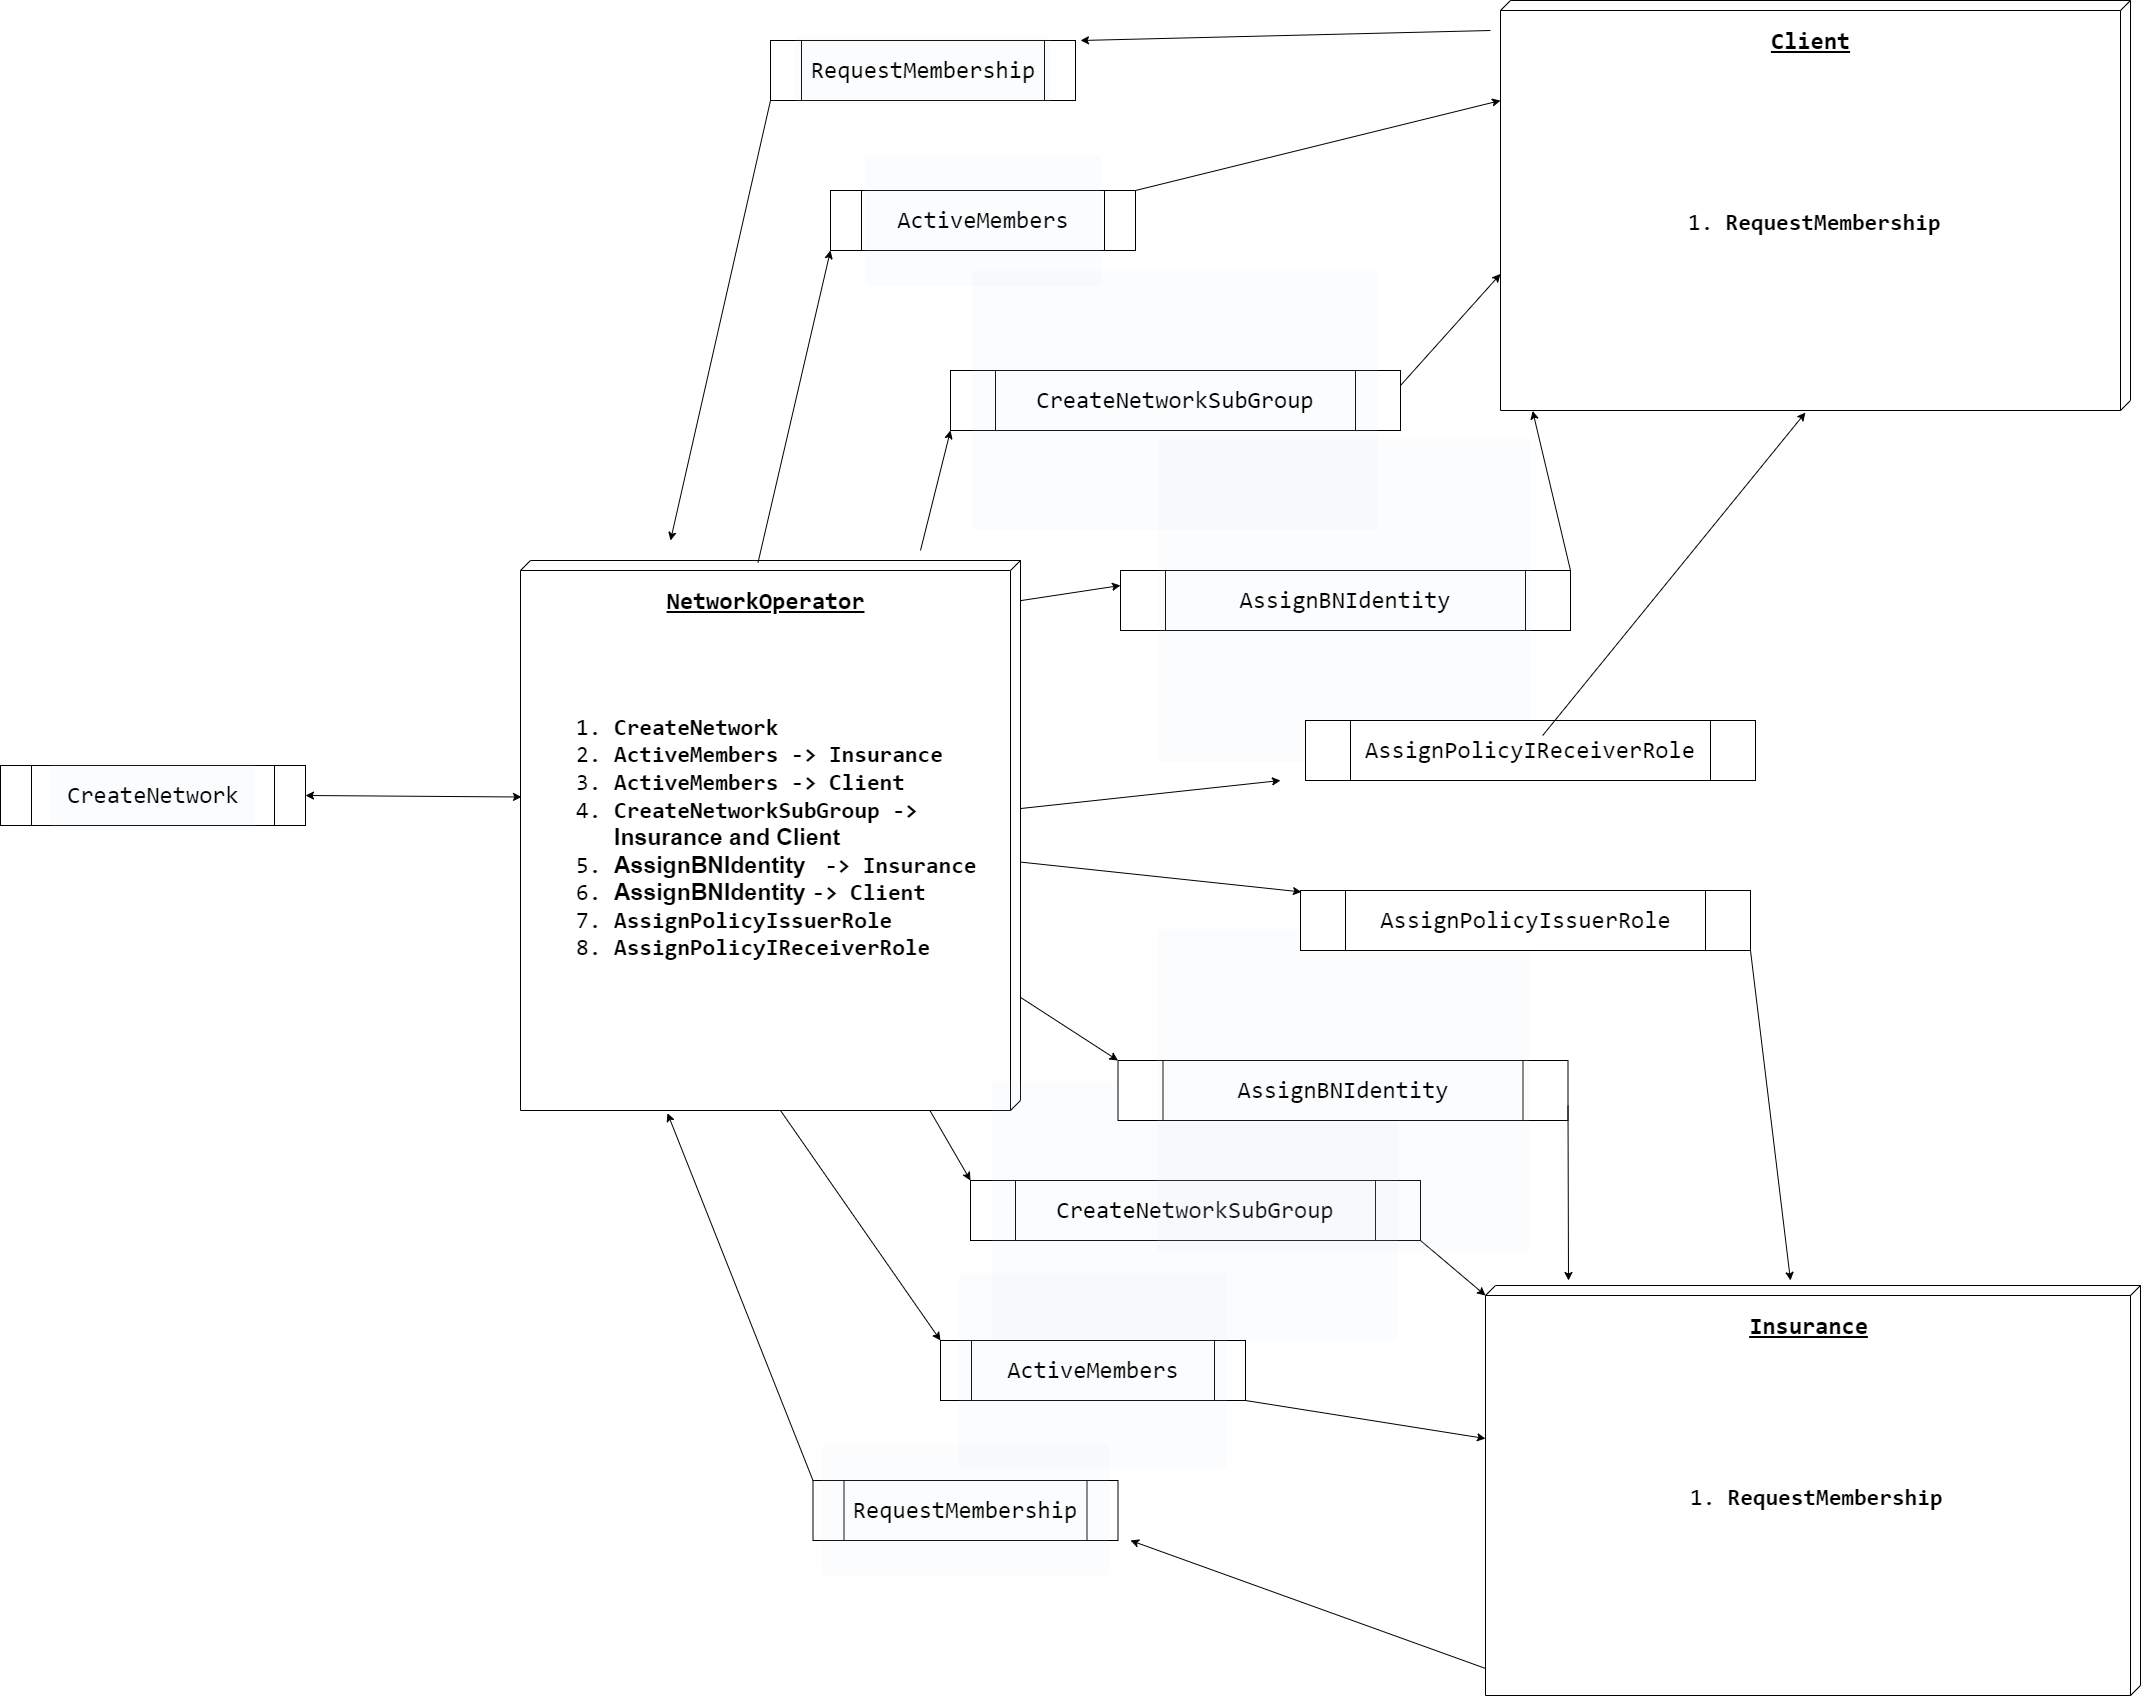 Client
RequestMembership
ActiveMembers
1. RequestMembership
CreateNetworkSubGroup
NetworkOperator
AssignBNIdentity
1. CreateNetwork
2. ActiveMembers -> Insurance
3. ActiveMembers -> Client
4. CreateNetworkSubGroup ->
Insurance and Client
5. AssignBNIdentity -> Insurance
6. AssignBNIdentity -> Client
7. AssignPolicyIssuerRole
8. AssignPolicyIReceiverRole
AssignPolicyIReceiverRole
CreateNetwork
AssignPolicyIssuerRole
AssignBNIdentity
CreateNetworkSubGroup
Insurance
ActiveMembers
1. RequestMembership
RequestMembership